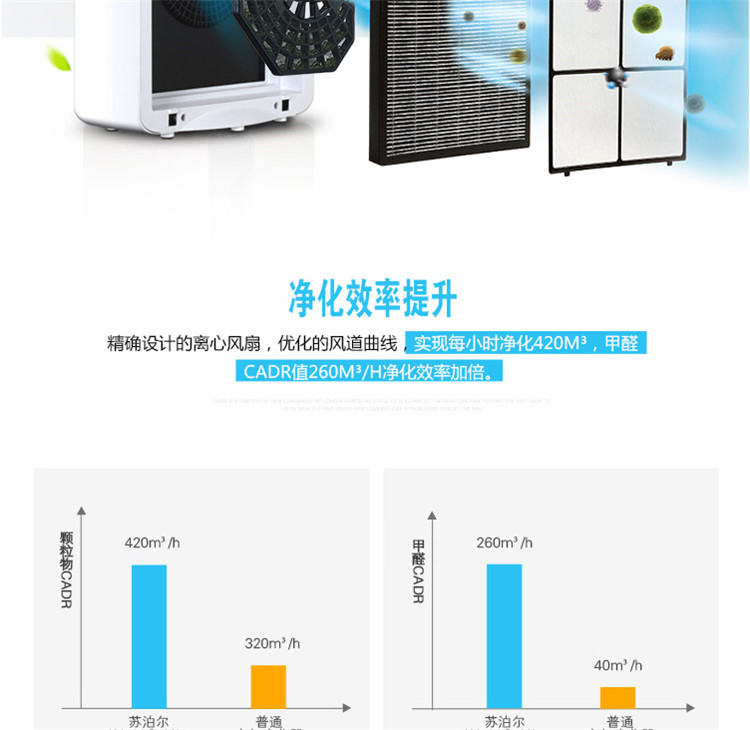 净化效率提升
精确设计的离心风扇，优化的风道曲线，实现每小时净化420M³，甲醛
CADR值260M³/H净化效率加倍。
颗粒物CADR
420m³/h
320m³/h
苏泊尔
普通
甲醛CADR
260m³/h
40m³/h
苏泊尔
普通